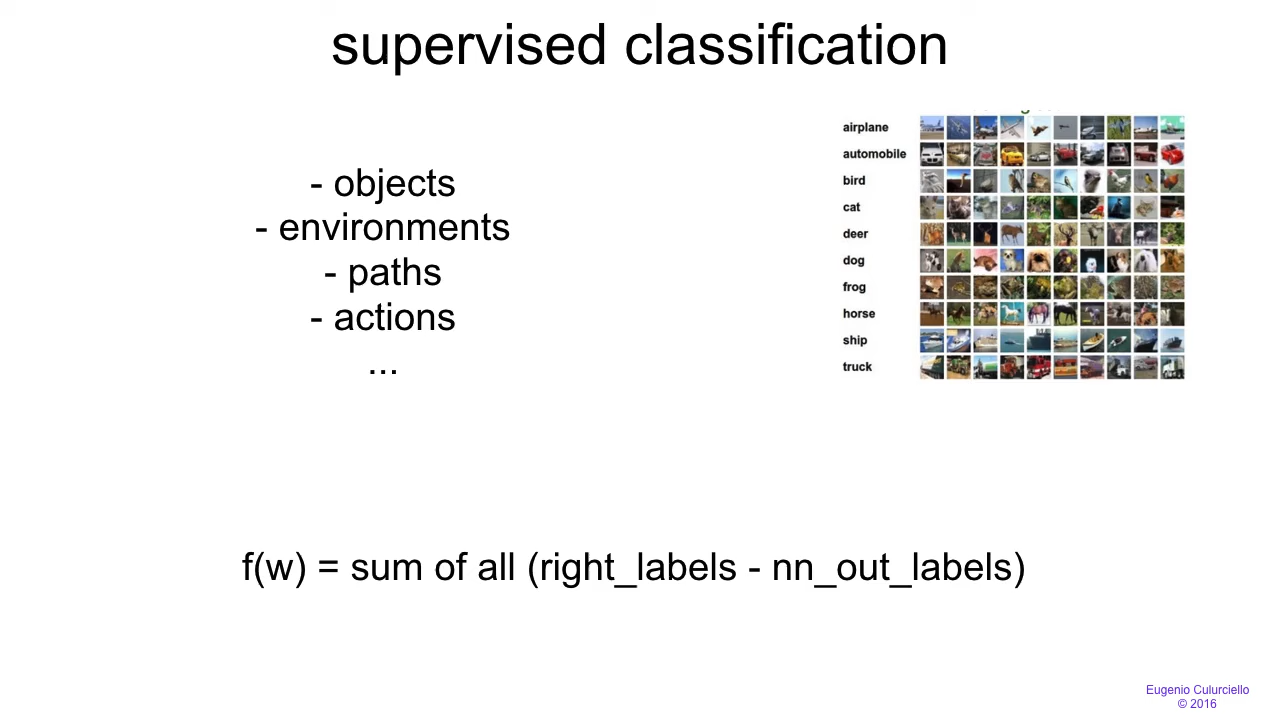 supervised classification
- objects
- environments
- paths
- actions
...
airplane
automobile
bird
cat
deer
dog
frog
horse
ship
truck
f(w) = sum of all (right_labels - nn_out_labels)
Eugenio Culurciello
© 2016